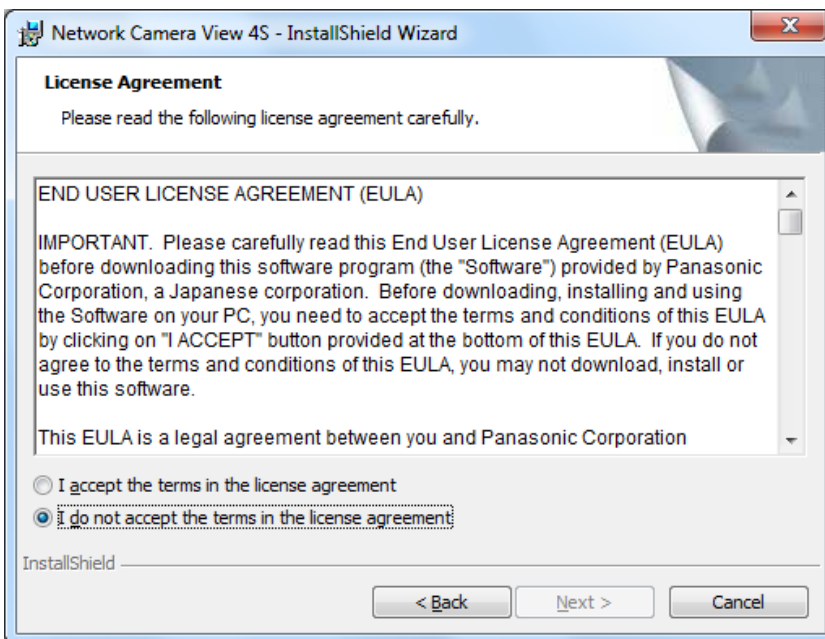 Network Camera View 4S - InstallShield Wizard
License Agreement
Please read the following license agreement carefully.
END USER LICENSE AGREEMENT (EULA)
IMPORTANT.  Please carefully read this End User License Agreement (EULA)
before downloading this software program (the "Software") provided by Panasonic
Corporation, a Japanese corporation.  Before downloading, installing and using
the Software on your PC, you need to accept the terms and conditions of this EULA
by clicking on "I ACCEPT" button provided at the bottom of this EULA.  If you do not
agree to the terms and conditions of this EULA, you may not download, install or
use this software.
This EULA is a legal agreement between you and Panasonic Corporation
I accept the terms in the license agreement
I do not accept the terms in the license agreement
InstallShield
< Back
Next >
Cancel